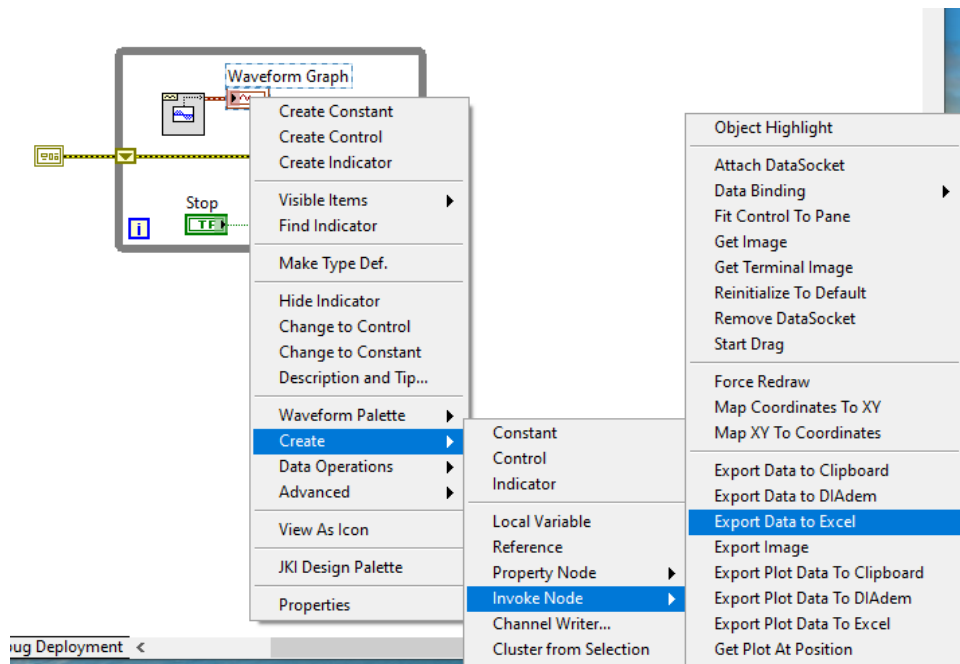 Waveform Graph
Stop
TF
i
Create Constant
Create Control
Create Indicator
Visible Items
Find Indicator
Make Type Def.
Hide Indicator
Change to Control
Change to Constant
Description and Tip...
Waveform Palette
Create
Data Operations
Advanced
View As Icon
JKI Design Palette
Properties
Constant
Control
Indicator
Local Variable
Reference
Property Node
Invoke Node
Channel Writer...
Cluster from Selection
Object Highlight
Attach DataSocket
Data Binding
Fit Control To Pane
Get Image
Get Terminal Image
Reinitialize To Default
Remove DataSocket
Start Drag
Force Redraw
Map Coordinates To XY
Map XY To Coordinates
Export Data to Clipboard
Export Data to DIAdem
Export Data to Excel
Export Image
Export Plot Data To Clipboard
Export Plot Data To DIAdem
Export Plot Data To Excel
Get Plot At Position
ug Deployment <